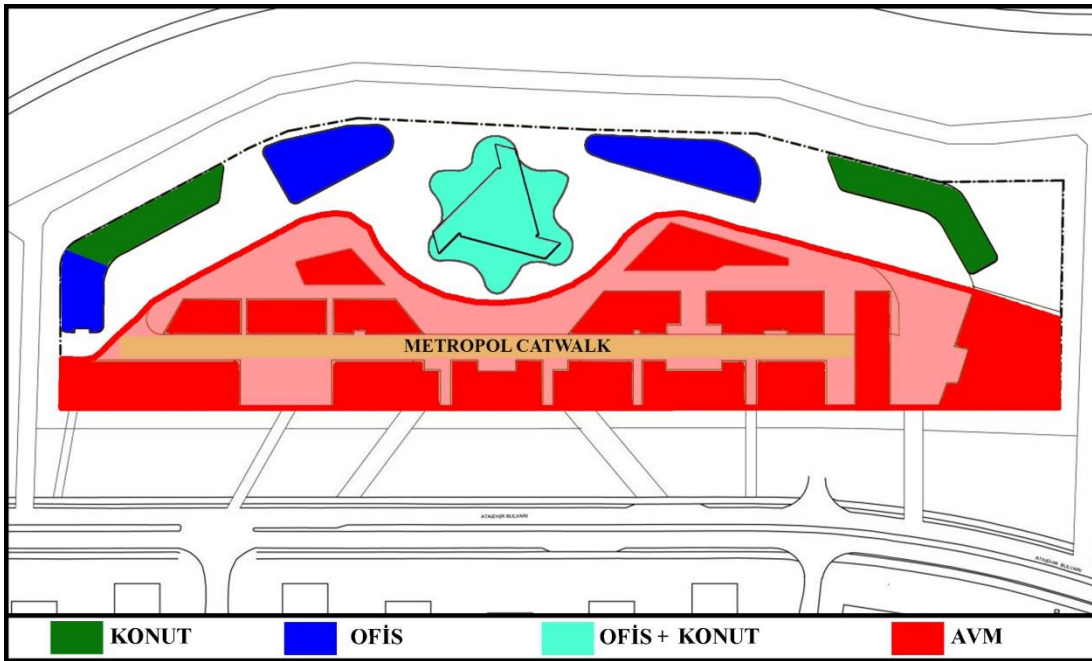 METROPOL CATWALK
ATAŞEHİR BULVARI
ATAŞEHİR BULVARI
KONUT
OFİS
OFİS + KONUT
AVM